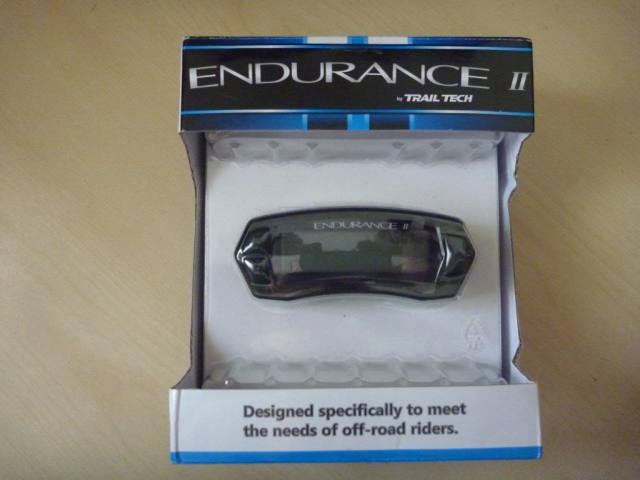 ENDURANCE II
by TRAIL TECH
ENDURANCE II
Designed specifically to meet
the needs of off-road riders.